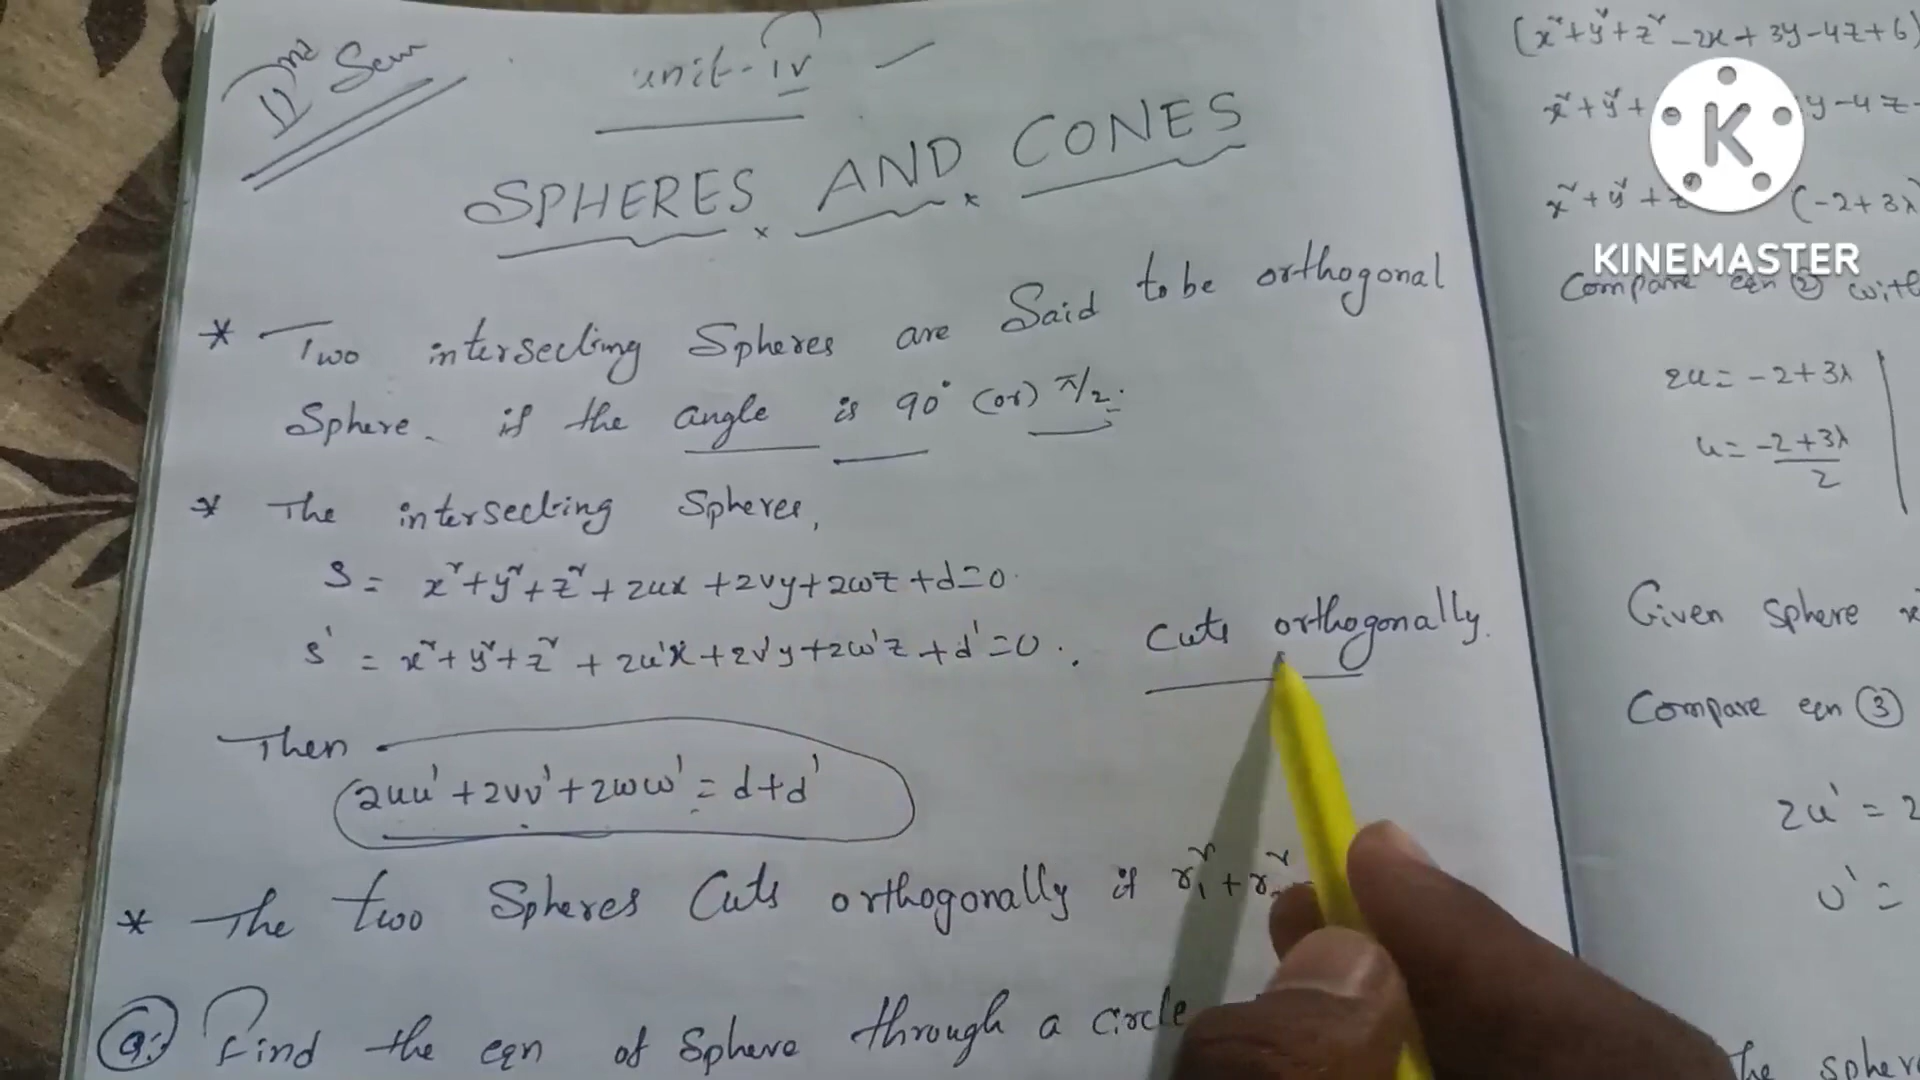 IInd Sem
unit-IV
SPHERES AND CONES
* Two intersecting Spheres are Said to be orthogonal
Sphere. if the angle is 90° (or) π/2.
* The intersecting Spheres,
S = x²+y²+z²+2ux+2vy+2wz+d=0.
S' = x²+y²+z²+2u'x+2v'y+2w'z+d'=0. Cuts orthogonally.
Then
2uu'+2vv'+2ww' = d+d'
* The two Spheres Cuts orthogonally if r₁²+r₂²
Q: Find the eqn of Sphere through a circle
(x²+y²+z²-2x+3y-4z+6)
x²+y²+ y-4z-
x²+y²+z² (-2+3λ)
KINEMASTER
Compare eqn ② with
2u = -2+3λ
u = -2+3λ/2
Given sphere
Compare eqn ③
2u' = 2
u' =
the spher